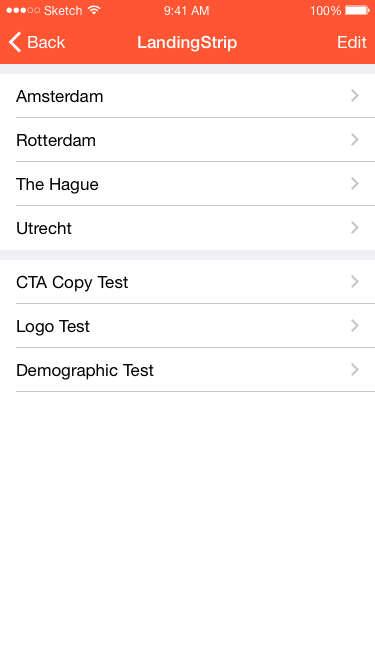 Sketch 9:41 AM 100%
Back LandingStrip Edit
Amsterdam
Rotterdam
The Hague
Utrecht
CTA Copy Test
Logo Test
Demographic Test